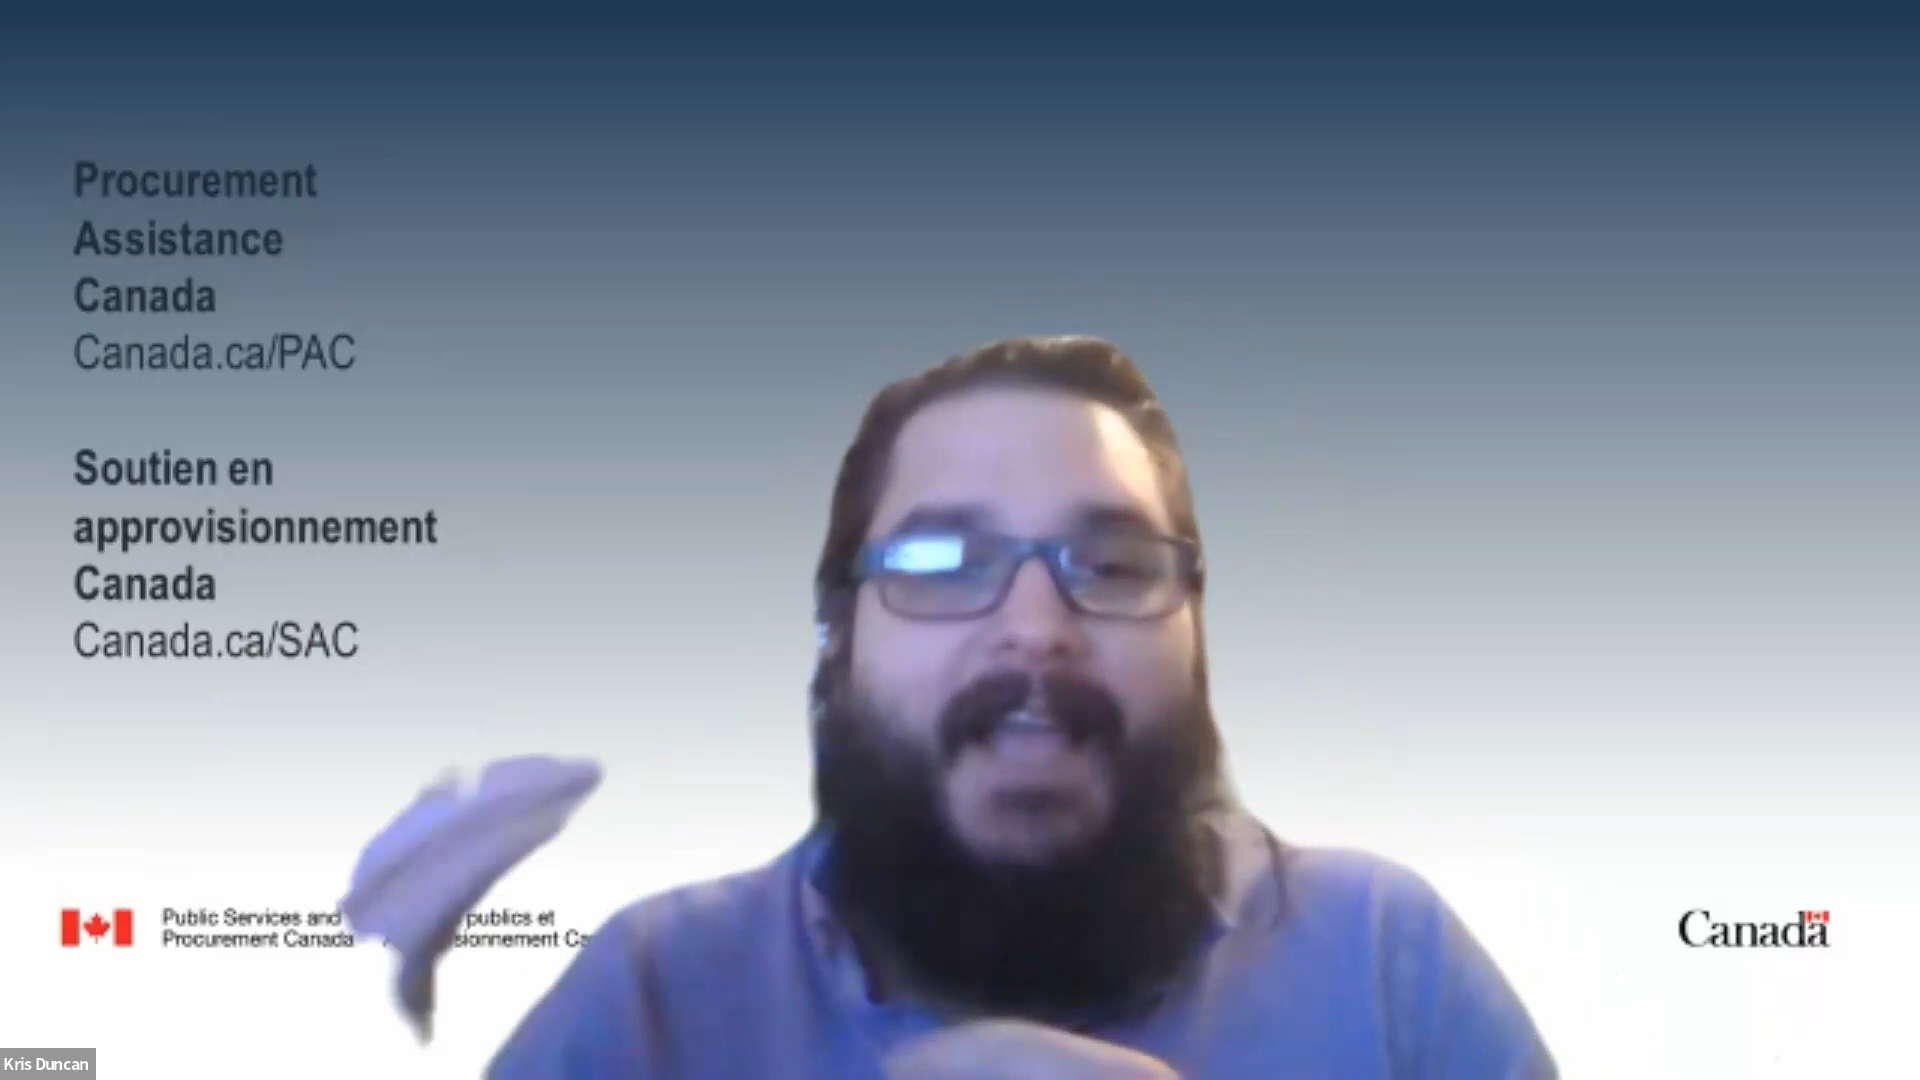 Procurement
Assistance
Canada
Canada.ca/PAC
Soutien en
approvisionnement
Canada
Canada.ca/SAC
Public Services and
Procurement Canada
publics et
Canada
Kris Duncan